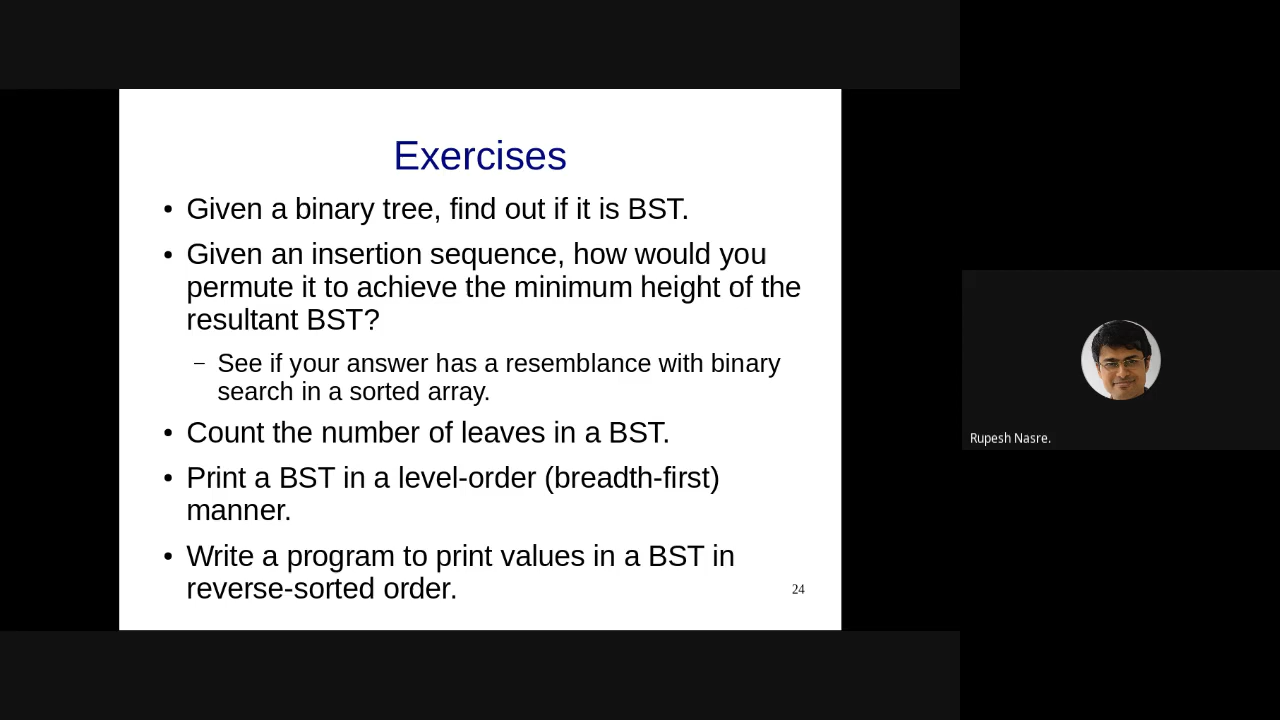 Exercises
• Given a binary tree, find out if it is BST.
• Given an insertion sequence, how would you
permute it to achieve the minimum height of the
resultant BST?
– See if your answer has a resemblance with binary
search in a sorted array.
• Count the number of leaves in a BST.
• Print a BST in a level-order (breadth-first)
manner.
• Write a program to print values in a BST in
reverse-sorted order.
24
Rupesh Nasre.